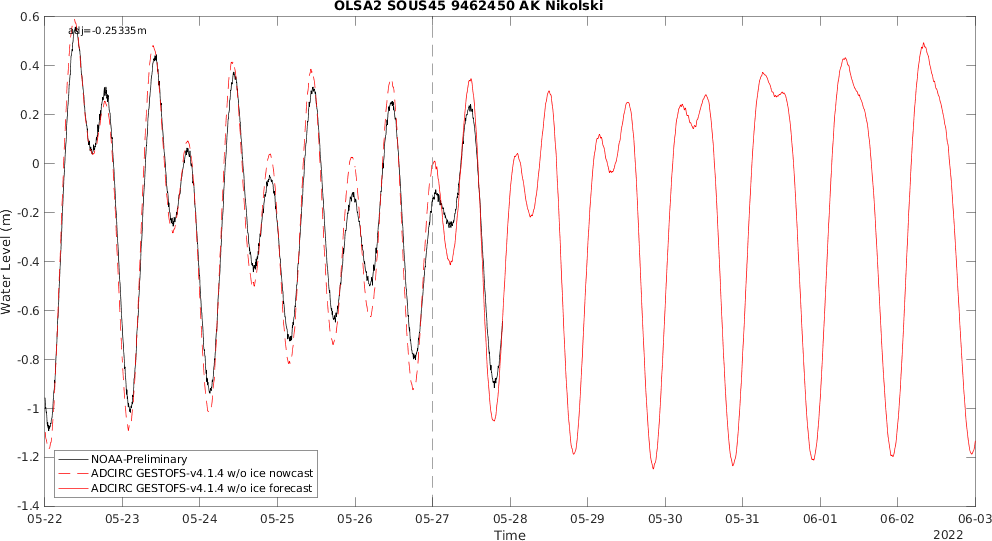 OLSA2 SOUS45 9462450 AK Nikolski
adj=-0.25335m
0.6
0.4
0.2
0
-0.2
-0.4
-0.6
-0.8
-1
-1.2
-1.4
Water Level (m)
NOAA-Preliminary
ADCIRC GESTOFS-v4.1.4 w/o ice nowcast
ADCIRC GESTOFS-v4.1.4 w/o ice forecast
05-22 05-23 05-24 05-25 05-26 05-27 05-28 05-29 05-30 05-31 06-01 06-02 06-03
Time
2022